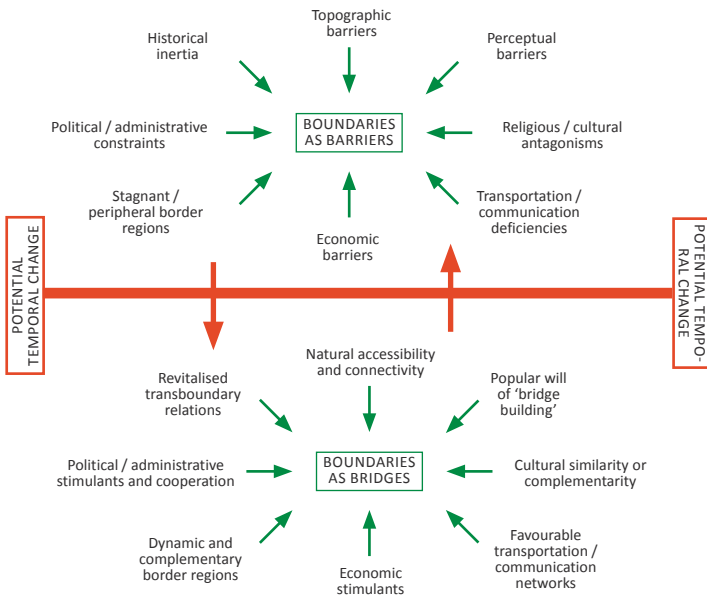 Topographic
barriers
Historical
inertia
Perceptual
barriers
Political / administrative
constraints
BOUNDARIES
AS BARRIERS
Religious / cultural
antagonisms
Stagnant /
peripheral border
regions
Economic
barriers
Transportation /
communication
deficiencies
POTENTIAL
TEMPORAL CHANGE
POTENTIAL TEMPO-
RAL CHANGE
Revitalised
transboundary
relations
Natural accessibility
and connectivity
Popular will
of ‘bridge
building’
Political / administrative
stimulants and cooperation
BOUNDARIES
AS BRIDGES
Cultural similarity or
complementarity
Dynamic and
complementary
border regions
Economic
stimulants
Favourable
transportation /
communication
networks